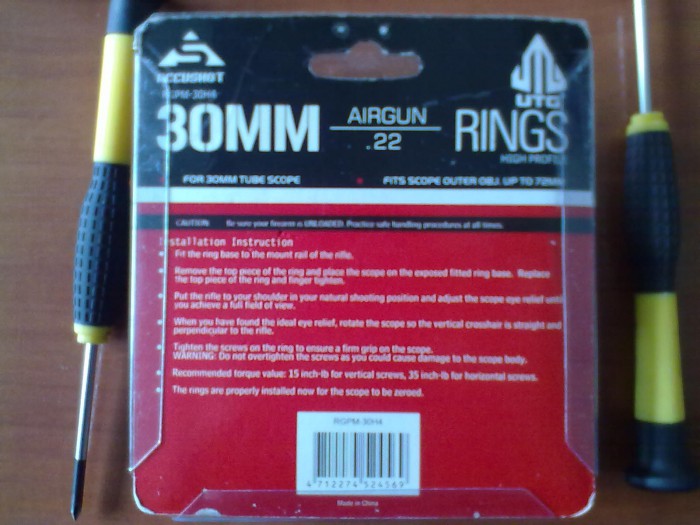 ACCUSHOT
UTG
RGPM-30H4
30MM AIRGUN .22 RINGS
HIGH PROFILE
FOR 30MM TUBE SCOPE FITS SCOPE OUTER OBJ. UP TO 72MM
CAUTION: Be sure your firearm is UNLOADED. Practice safe handling procedures at all times.
Installation Instruction
• Fit the ring base to the mount rail of the rifle.
• Remove the top piece of the ring and place the scope on the exposed fitted ring base. Replace
the top piece of the ring and finger tighten.
• Put the rifle to your shoulder in your natural shooting position and adjust the scope eye relief until
you achieve a full field of view.
• When you have found the ideal eye relief, rotate the scope so the vertical crosshair is straight and
perpendicular to the rifle.
• Tighten the screws on the ring to ensure a firm grip on the scope.
WARNING: Do not overtighten the screws as you could cause damage to the scope body.
• Recommended torque value: 15 inch-lb for vertical screws, 35 inch-lb for horizontal screws.
• The rings are properly installed now for the scope to be zeroed.
RGPM-30H4
4 712274 524569
Made in China